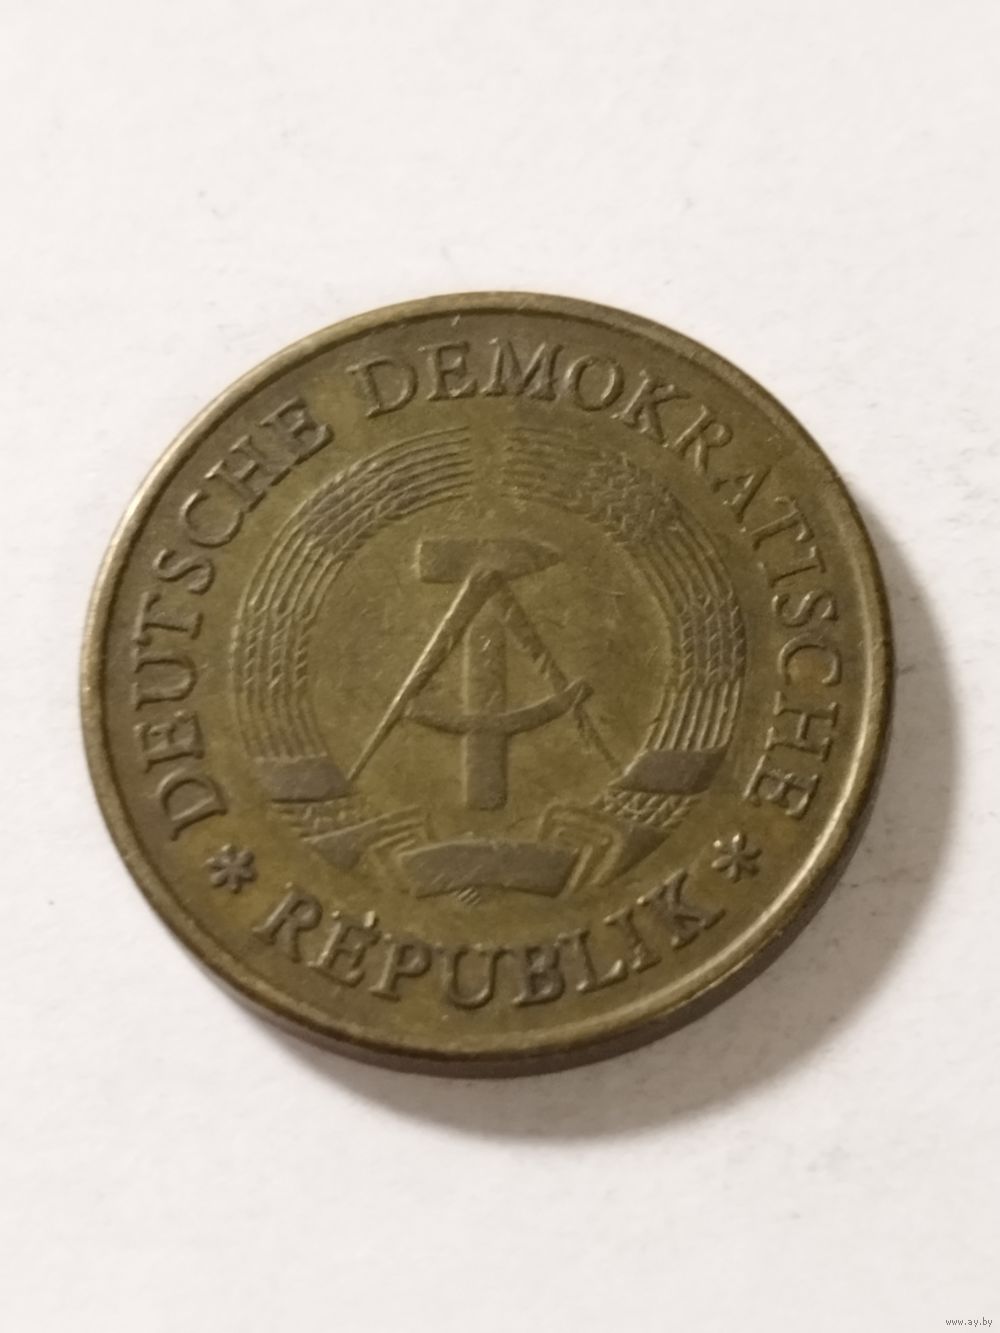 DEUTSCHE DEMOKRATISCHE
* REPUBLIK *
www.ay.by